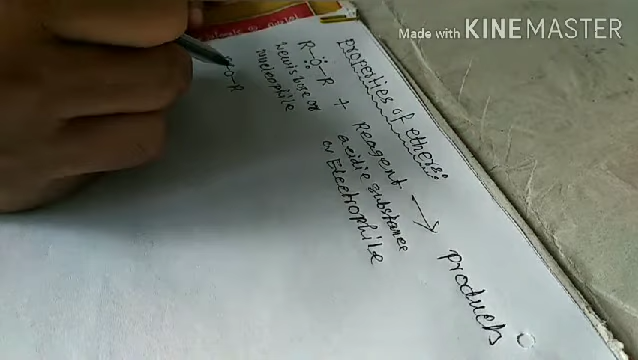 Made with KINEMASTER
properties of ethers:
R-Ö-R + Reagent → products
Lewis base or acidic substance
nucleophile or Electrophile
O-R